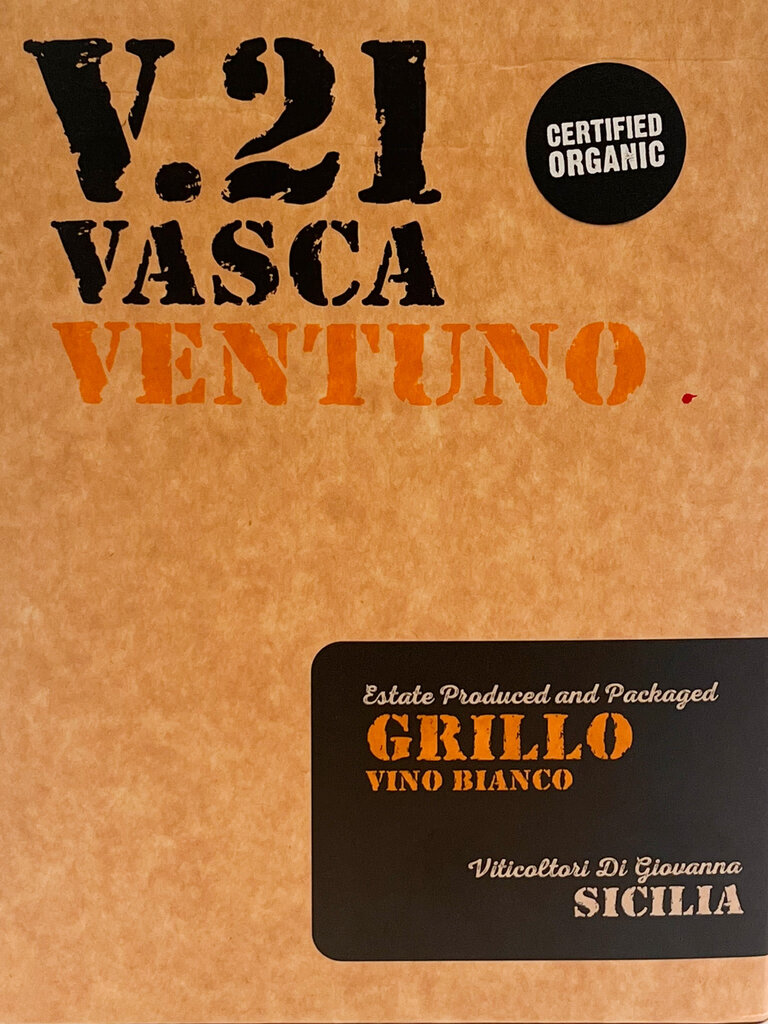 V.21
VASCA
VENTUNO
CERTIFIED
ORGANIC
Estate Produced and Packaged
GRILLO
VINO BIANCO
Viticoltori Di Giovanna
SICILIA